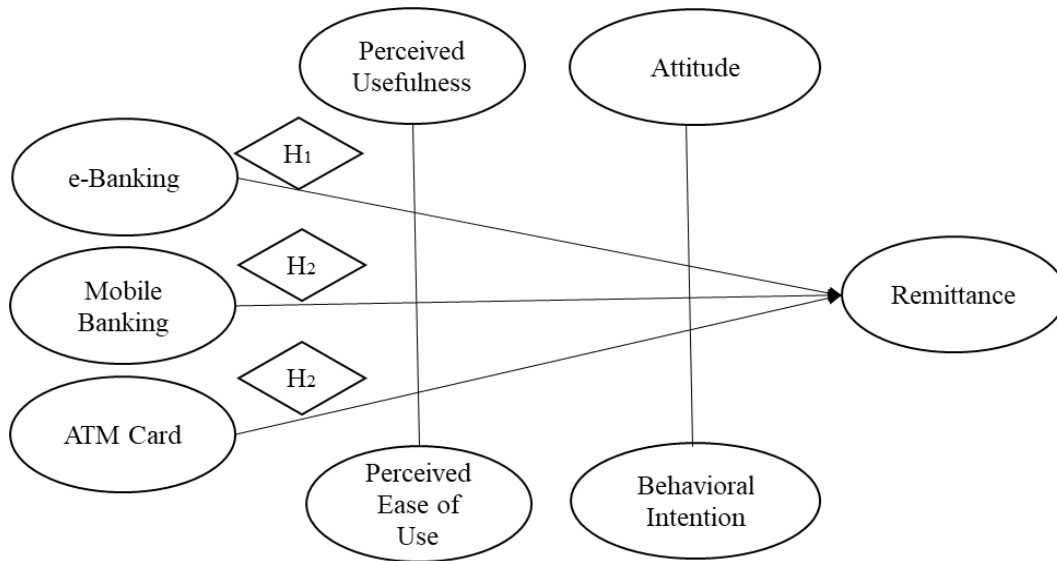 Perceived
Usefulness
Attitude
e-Banking
H₁
Mobile
Banking
H₂
Remittance
ATM Card
H₂
Perceived
Ease of
Use
Behavioral
Intention